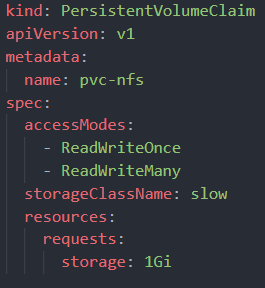 kind: PersistentVolumeClaim
apiVersion: v1
metadata:
  name: pvc-nfs
spec:
  accessModes:
    - ReadWriteOnce
    - ReadWriteMany
  storageClassName: slow
  resources:
    requests:
      storage: 1Gi